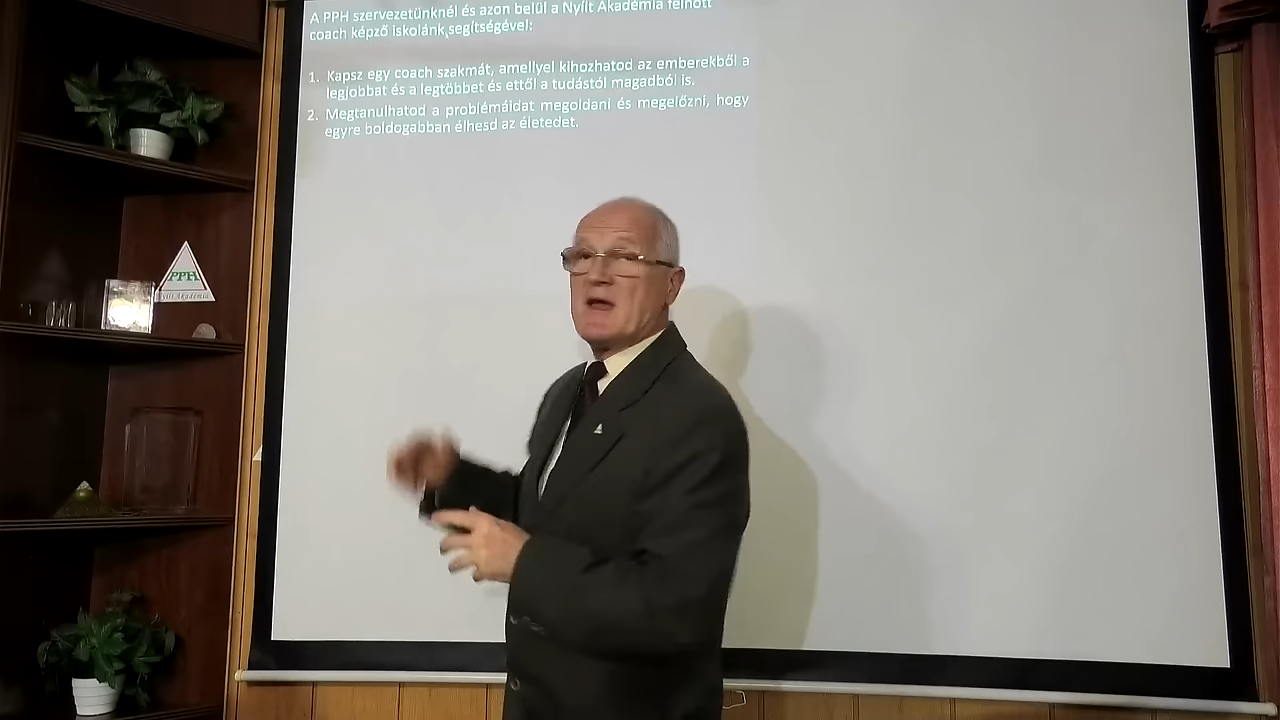 A PPH szervezetünknél és azon belül a Nyílt Akadémia felnőtt
coach képző iskolánk segítségével:
1. Kapsz egy coach szakmát, amellyel kihozhatod az emberekből a
legjobbat és a legtöbbet és ettől a tudástól magadból is.
2. Megtanulhatod a problémáidat megoldani és megelőzni, hogy
egyre boldogabban élhesd az életedet.
PPH
Nyílt Akadémia